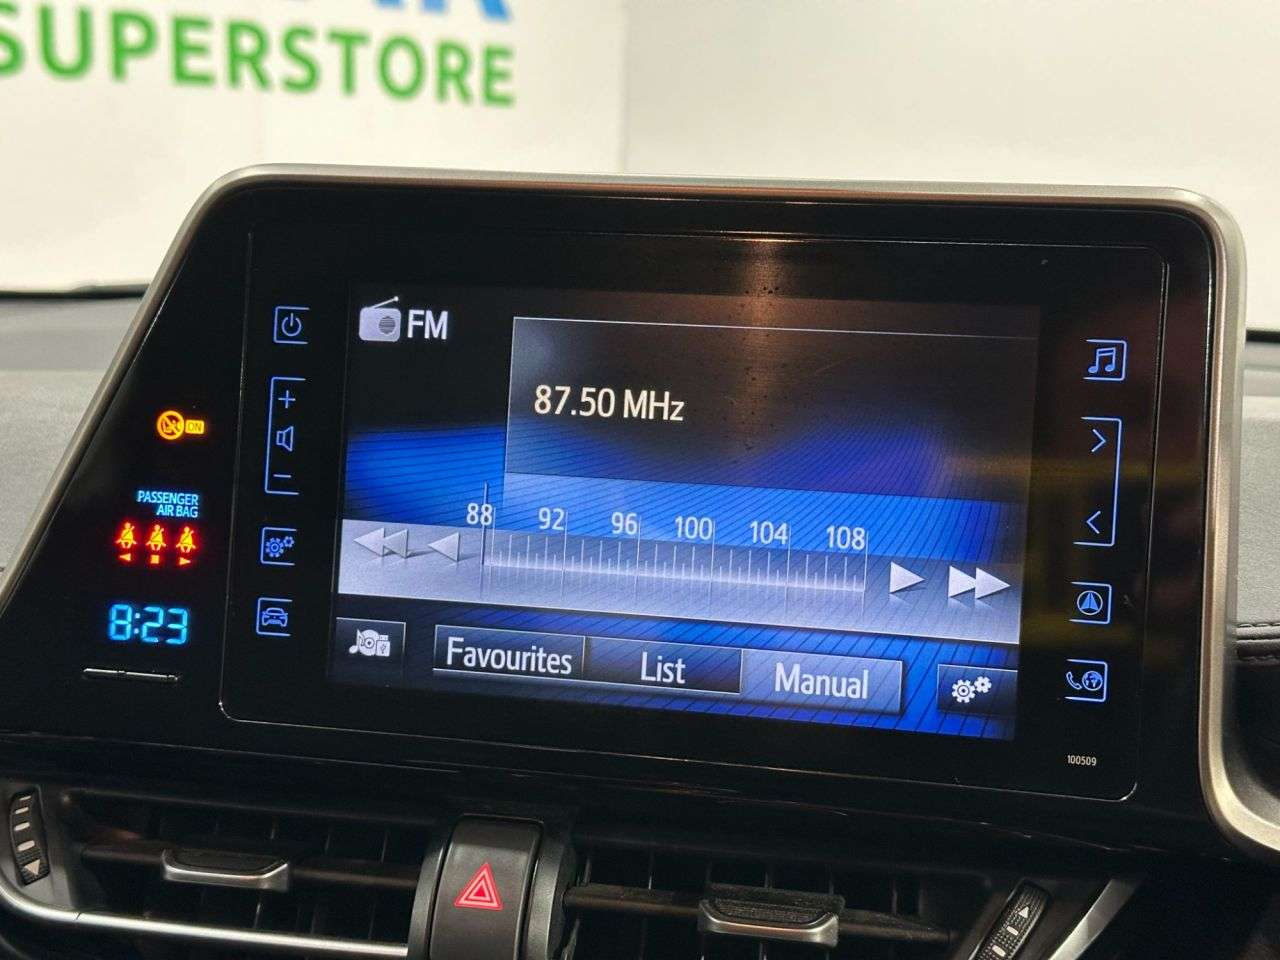 SUPERSTORE
FM
87.50 MHz
88 92 96 100 104 108
ON
PASSENGER
AIR BAG
8:23
Favourites
List
Manual
100509